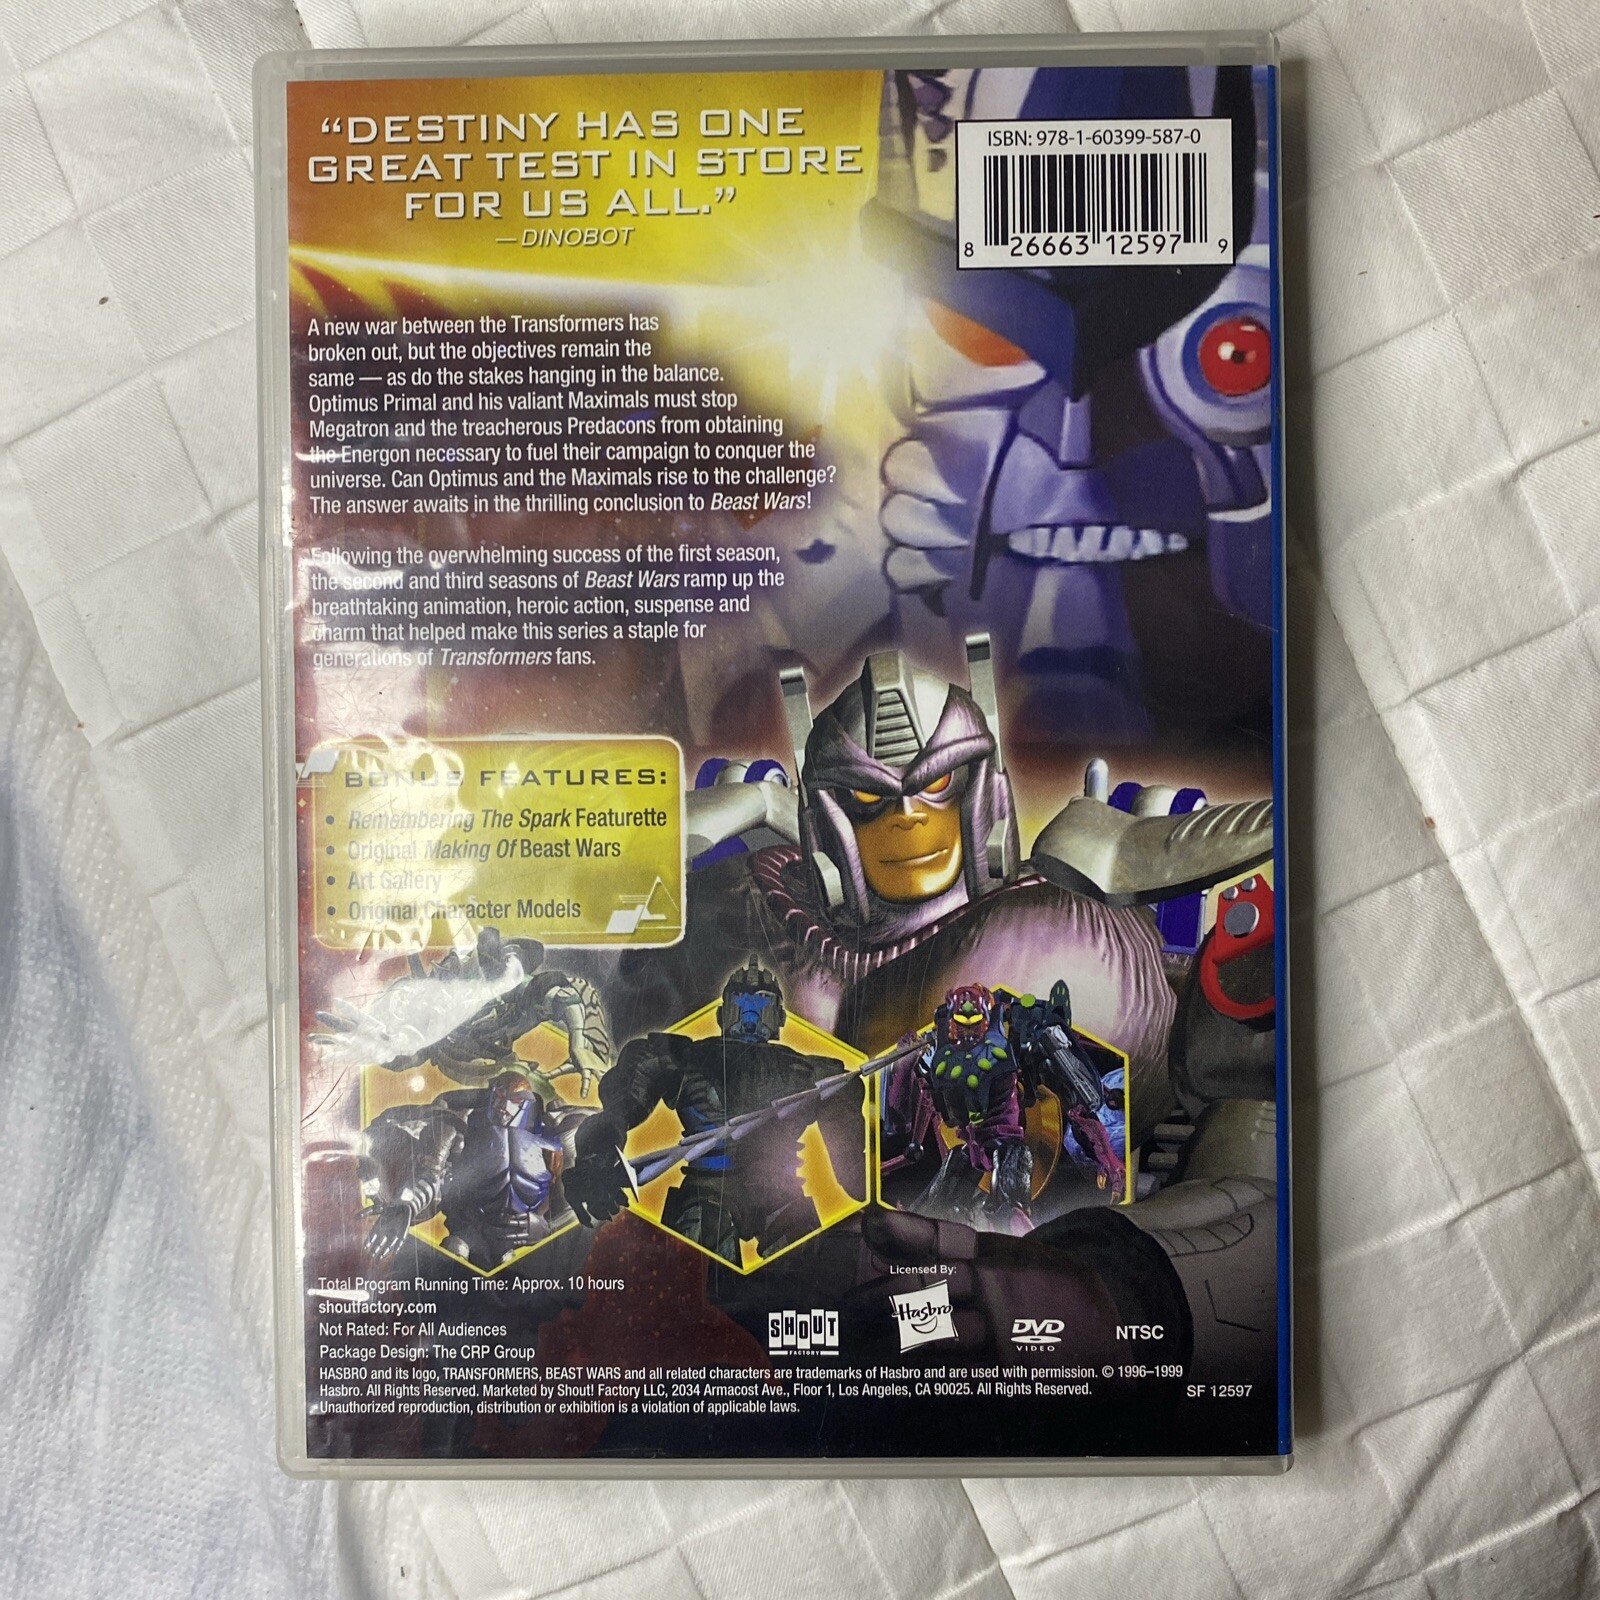 “DESTINY HAS ONE
GREAT TEST IN STORE
FOR US ALL.”
— DINOBOT
ISBN: 978-1-60399-587-0
8 26663 12597 9
A new war between the Transformers has
broken out, but the objectives remain the
same — as do the stakes hanging in the balance.
Optimus Primal and his valiant Maximals must stop
Megatron and the treacherous Predacons from obtaining
the Energon necessary to fuel their campaign to conquer the
universe. Can Optimus and the Maximals rise to the challenge?
The answer awaits in the thrilling conclusion to Beast Wars!
Following the overwhelming success of the first season,
the second and third seasons of Beast Wars ramp up the
breathtaking animation, heroic action, suspense and
charm that helped make this series a staple for
generations of Transformers fans.
BONUS FEATURES:
• Remembering The Spark Featurette
• Original Making Of Beast Wars
• Art Gallery
• Original Character Models
Total Program Running Time: Approx. 10 hours
shoutfactory.com
Not Rated: For All Audiences
Package Design: The CRP Group
SHOUT
FACTORY
Licensed By:
Hasbro
DVD
VIDEO
NTSC
HASBRO and its logo, TRANSFORMERS, BEAST WARS and all related characters are trademarks of Hasbro and are used with permission. © 1996–1999
Hasbro. All Rights Reserved. Marketed by Shout! Factory LLC, 2034 Armacost Ave., Floor 1, Los Angeles, CA 90025. All Rights Reserved.
Unauthorized reproduction, distribution or exhibition is a violation of applicable laws.
SF 12597